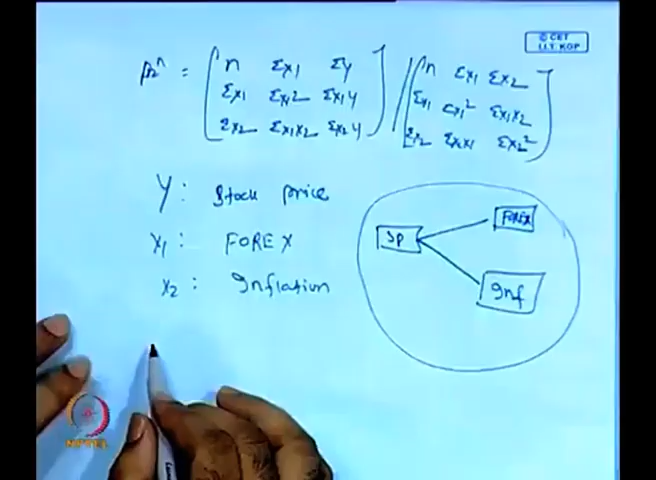 © CET
I.I.T. KGP
n Σx1 Σy
Σx1 Σx1² Σx1y
Σx2 Σx1x2 Σx2y
n Σx1 Σx2
Σx1 Σx1² Σx1x2
Σx2 Σx2x1 Σx2²
Y : Stock price
x1 : FOREX
x2 : Inflation
SP
FOREX
Inf
NPTEL